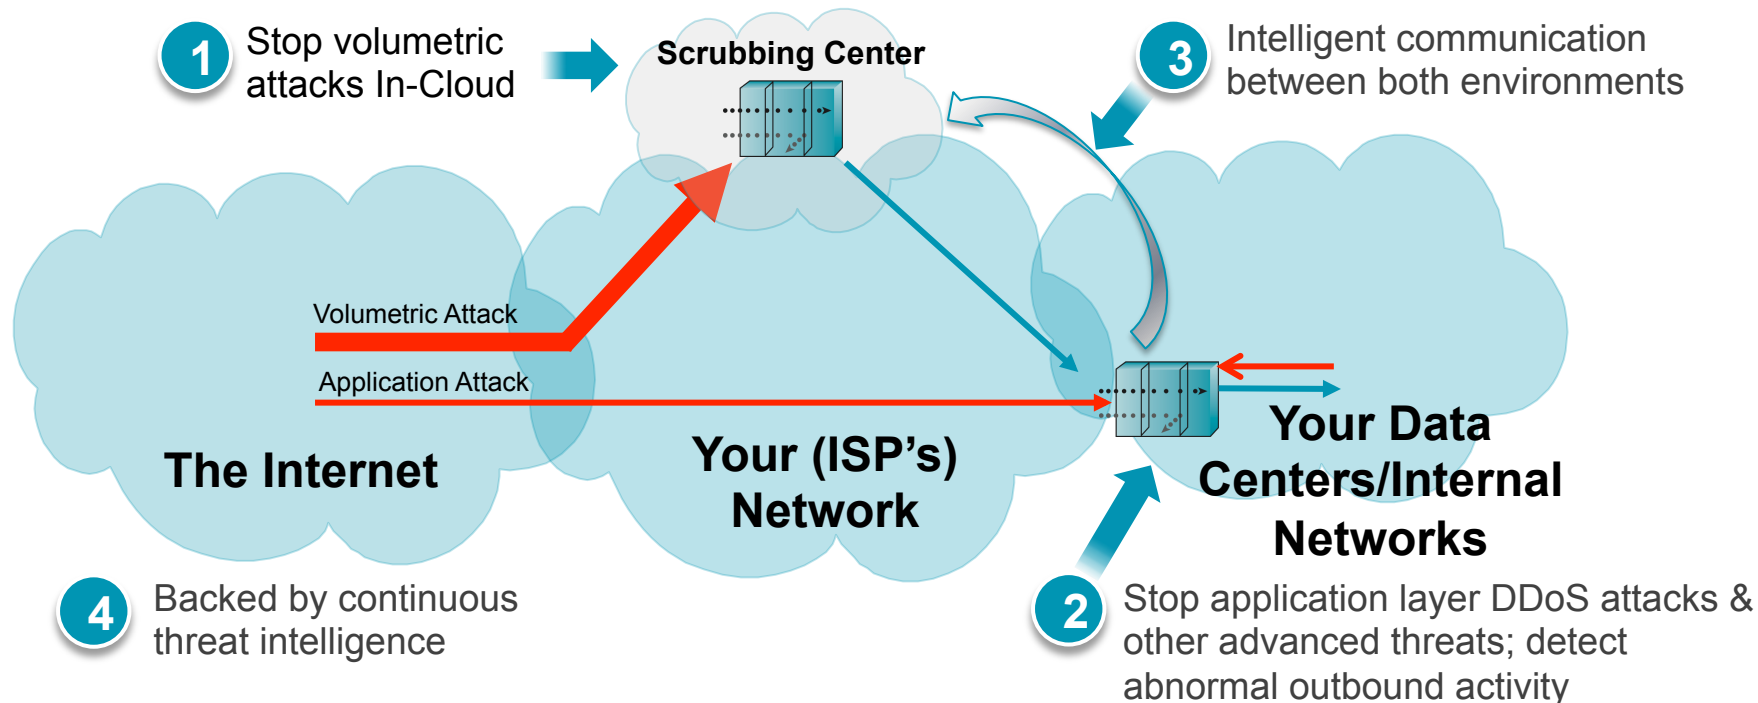 1
Stop volumetric
attacks In-Cloud
Scrubbing Center
3
Intelligent communication
between both environments
Volumetric Attack
Application Attack
The Internet
Your (ISP’s)
Network
Your Data
Centers/Internal
Networks
4
Backed by continuous
threat intelligence
2
Stop application layer DDoS attacks &
other advanced threats; detect
abnormal outbound activity